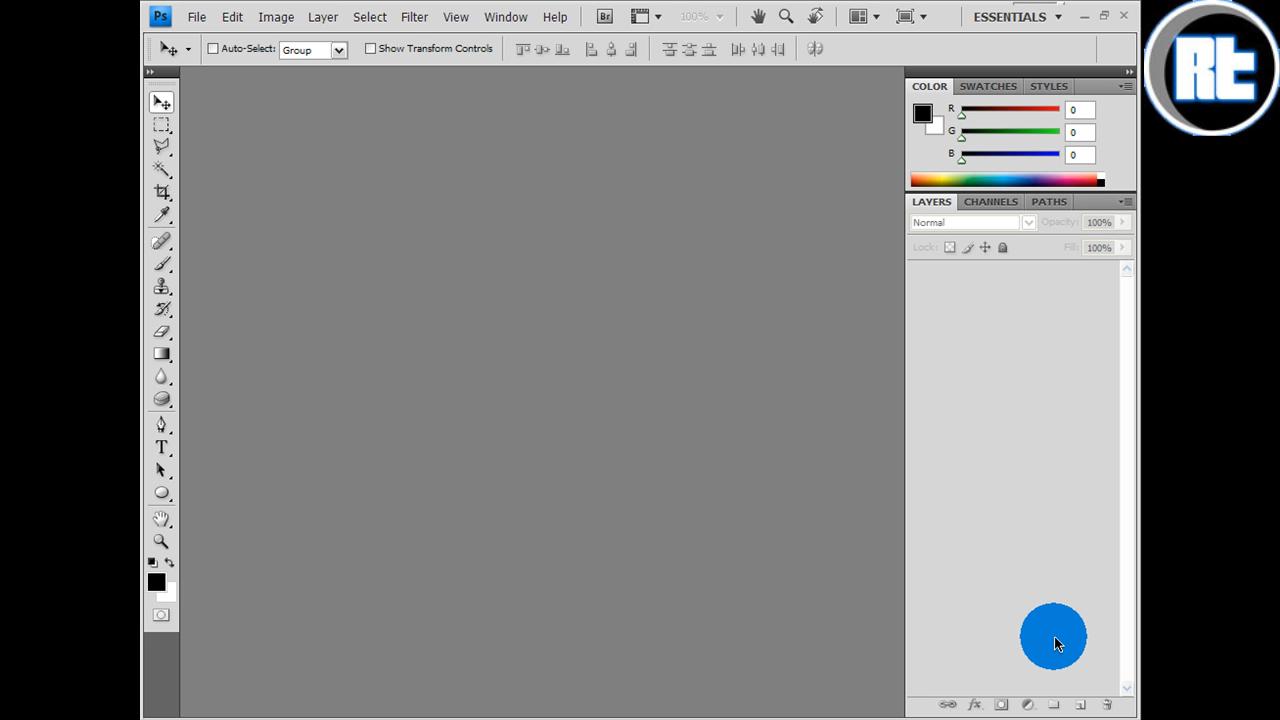 Ps File Edit Image Layer Select Filter View Window Help Br 100% ESSENTIALS
Auto-Select: Group Show Transform Controls
Rt
COLOR SWATCHES STYLES
R 0
G 0
B 0
LAYERS CHANNELS PATHS
Normal Opacity: 100%
Lock: Fill: 100%
T
fx.